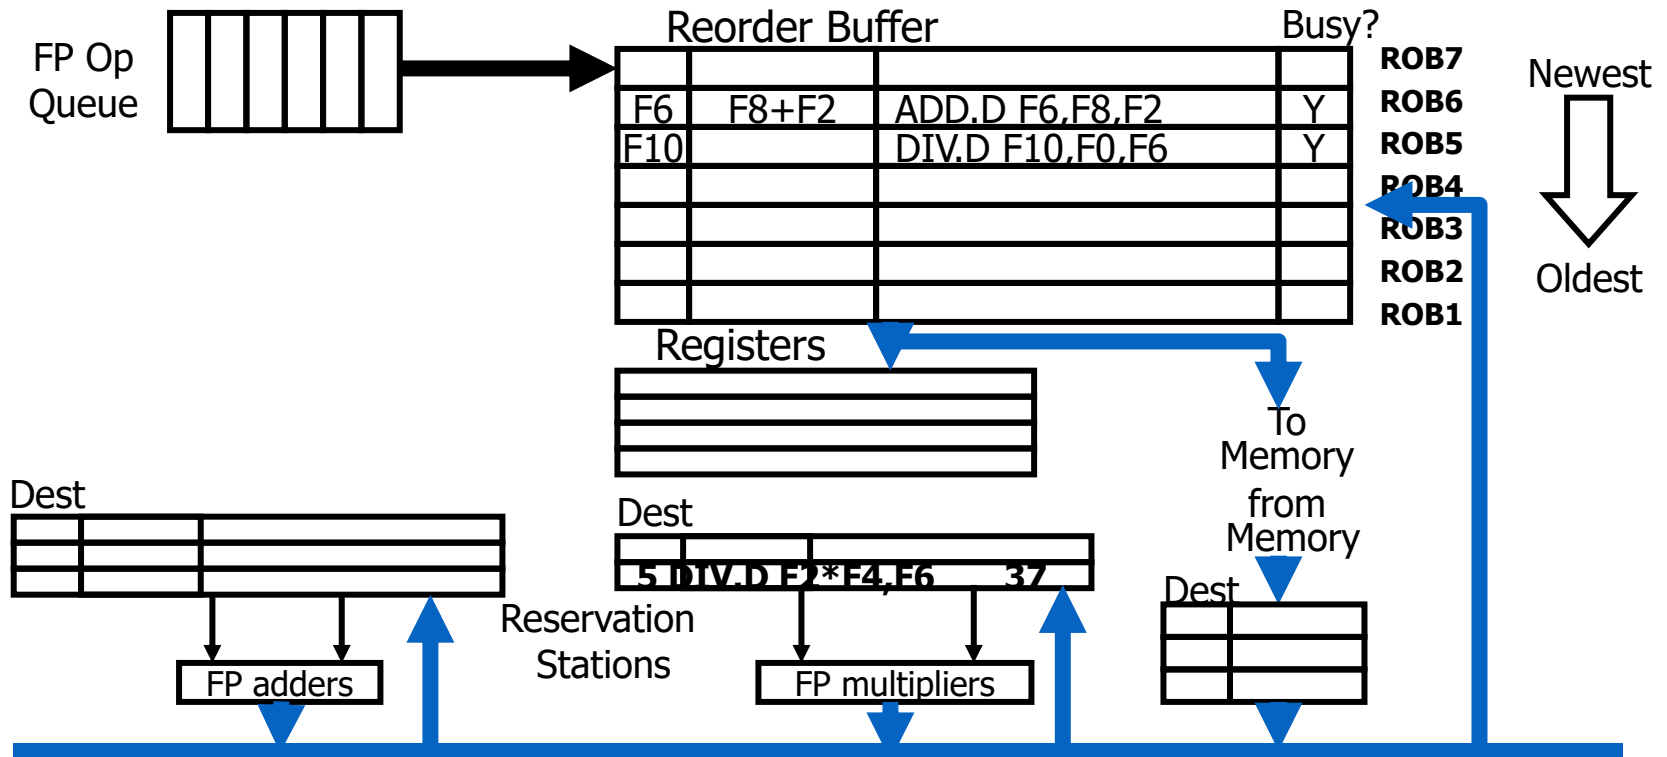 FP Op
Queue
Reorder Buffer
Busy?
ROB7
F6 F8+F2 ADD.D F6,F8,F2 Y ROB6
F10 DIV.D F10,F0,F6 Y ROB5
ROB4
ROB3
ROB2
ROB1
Newest
Oldest
Registers
To
Memory
from
Memory
Dest
Dest
5 DIV.D F2*F4,F6 37
Dest
Reservation
Stations
FP adders
FP multipliers